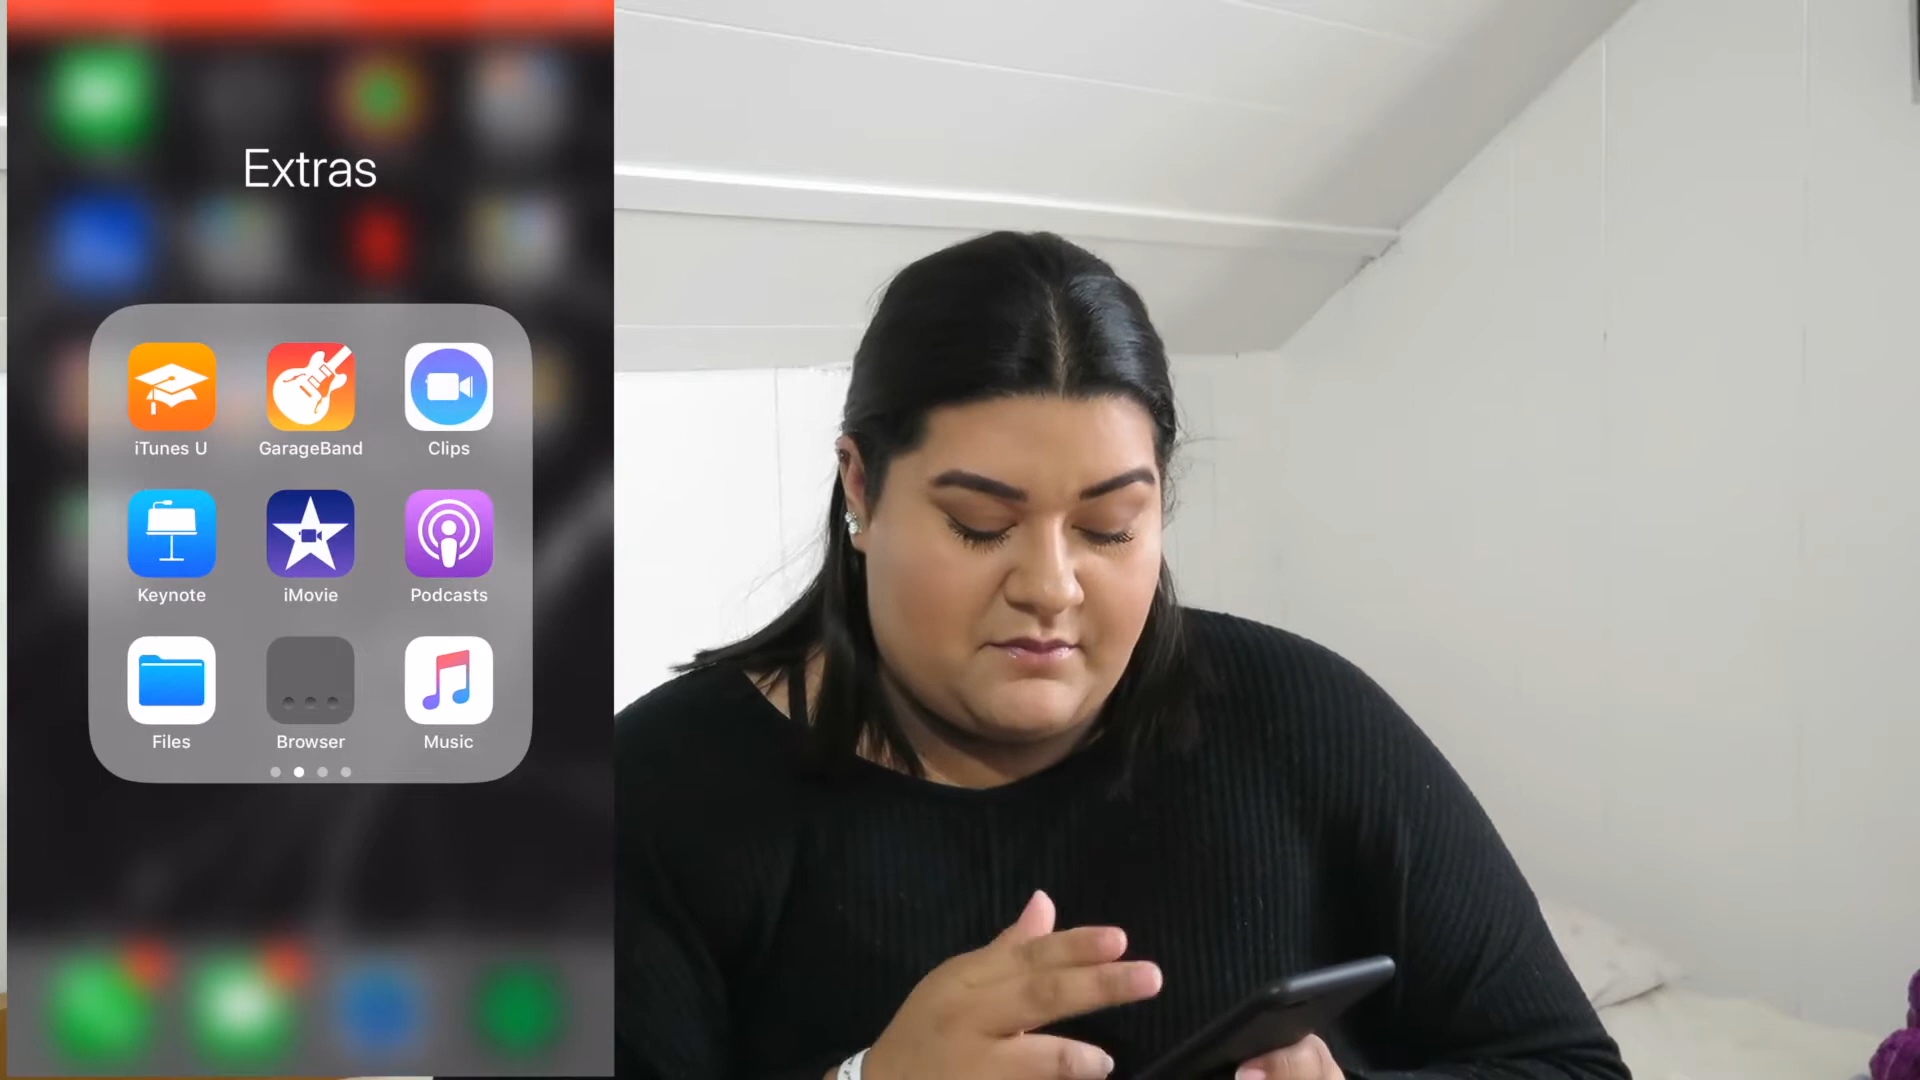 Extras
iTunes U
GarageBand
Clips
Keynote
iMovie
Podcasts
Files
Browser
Music